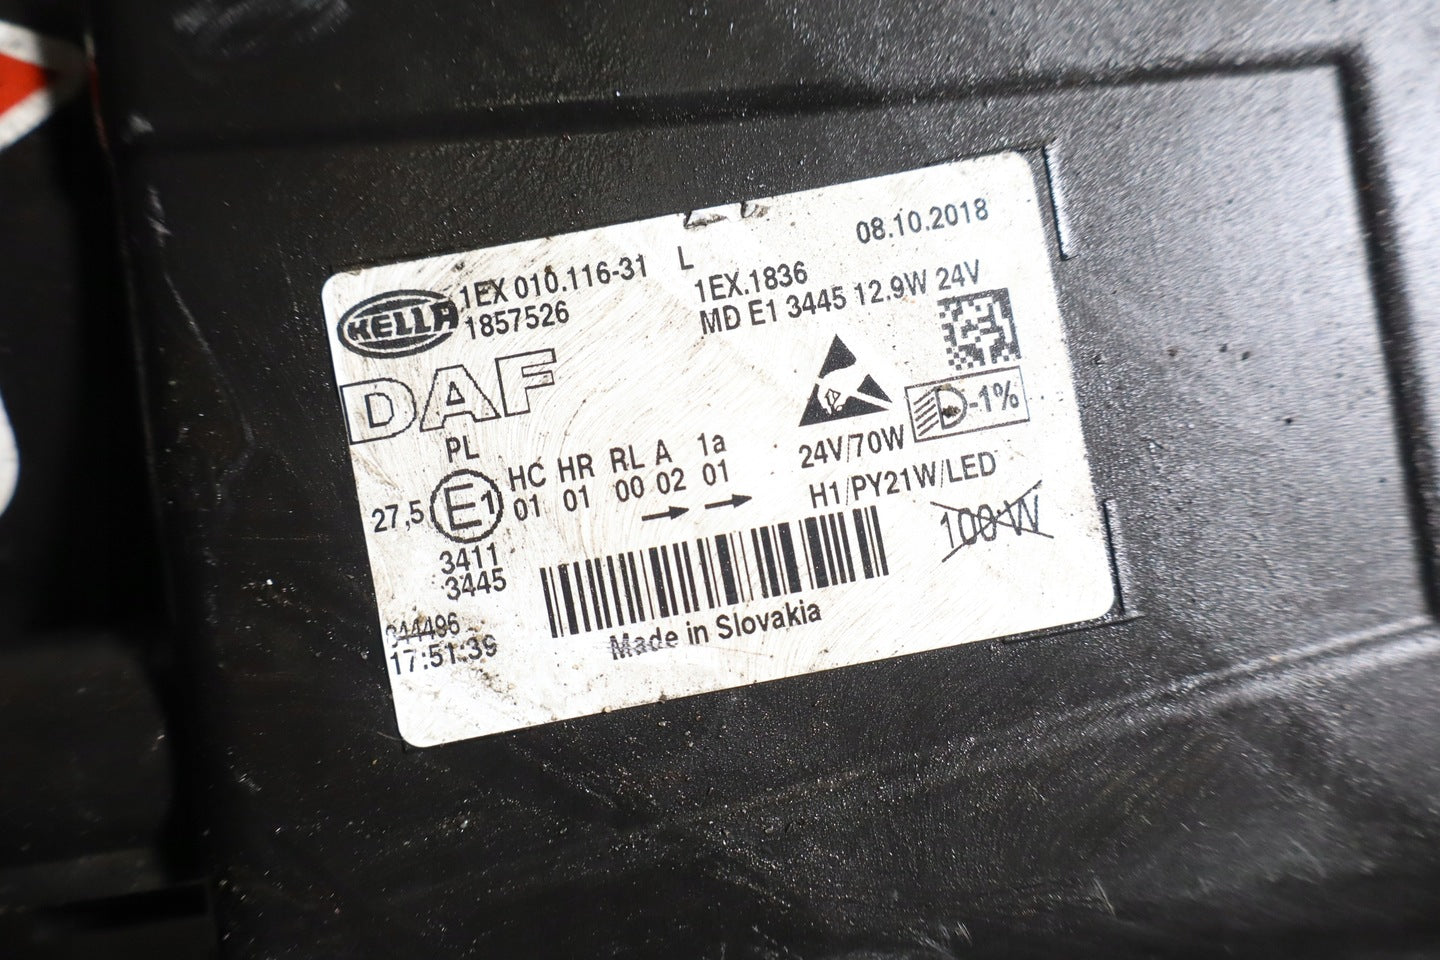 08.10.2018
HELLA 1EX 010.116-31 L 1EX.1836
1857526 MD E1 3445 12.9W 24V
DAF
PL
-1%
HC HR RL A 1a 24V/70W
27,5 E1 01 01 00 02 01 H1/PY21W/LED
3411 100 W
3445
17:51:39
Made in Slovakia